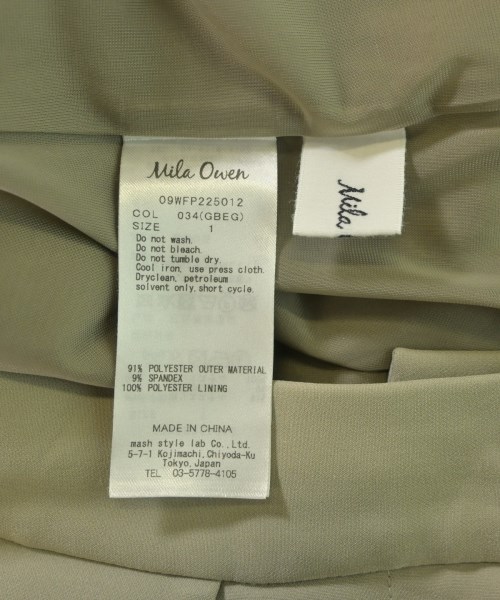 Mila Owen
09WFP225012
COL 034(GBEG)
SIZE 1
Do not wash.
Do not bleach.
Do not tumble dry.
Cool iron, use press cloth.
Dryclean, petroleum
solvent only, short cycle.
91% POLYESTER OUTER MATERIAL
9% SPANDEX
100% POLYESTER LINING
MADE IN CHINA
mash style lab Co.,Ltd.
5-7-1 Kojimachi, Chiyoda-Ku
Tokyo, Japan
TEL 03-5778-4105
Mila